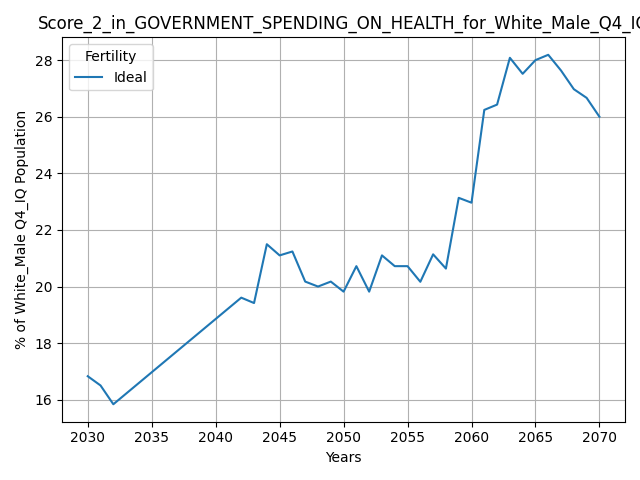 Score_2_in_GOVERNMENT_SPENDING_ON_HEALTH_for_White_Male_Q4_IQ
Fertility
Ideal
% of White_Male Q4_IQ Population
28
26
24
22
20
18
16
2030 2035 2040 2045 2050 2055 2060 2065 2070
Years